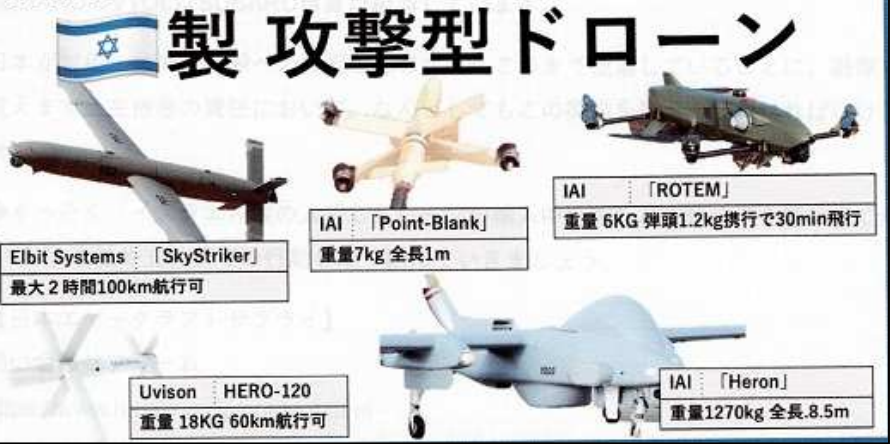 製 攻撃型ドローン
Elbit Systems 「SkyStriker」
最大2時間100km航行可
IAI 「Point-Blank」
重量7kg 全長1m
IAI 「ROTEM」
重量 6KG 弾頭1.2kg携行で30min飛行
Uvison HERO-120
重量 18KG 60km航行可
IAI 「Heron」
重量1270kg 全長.8.5m